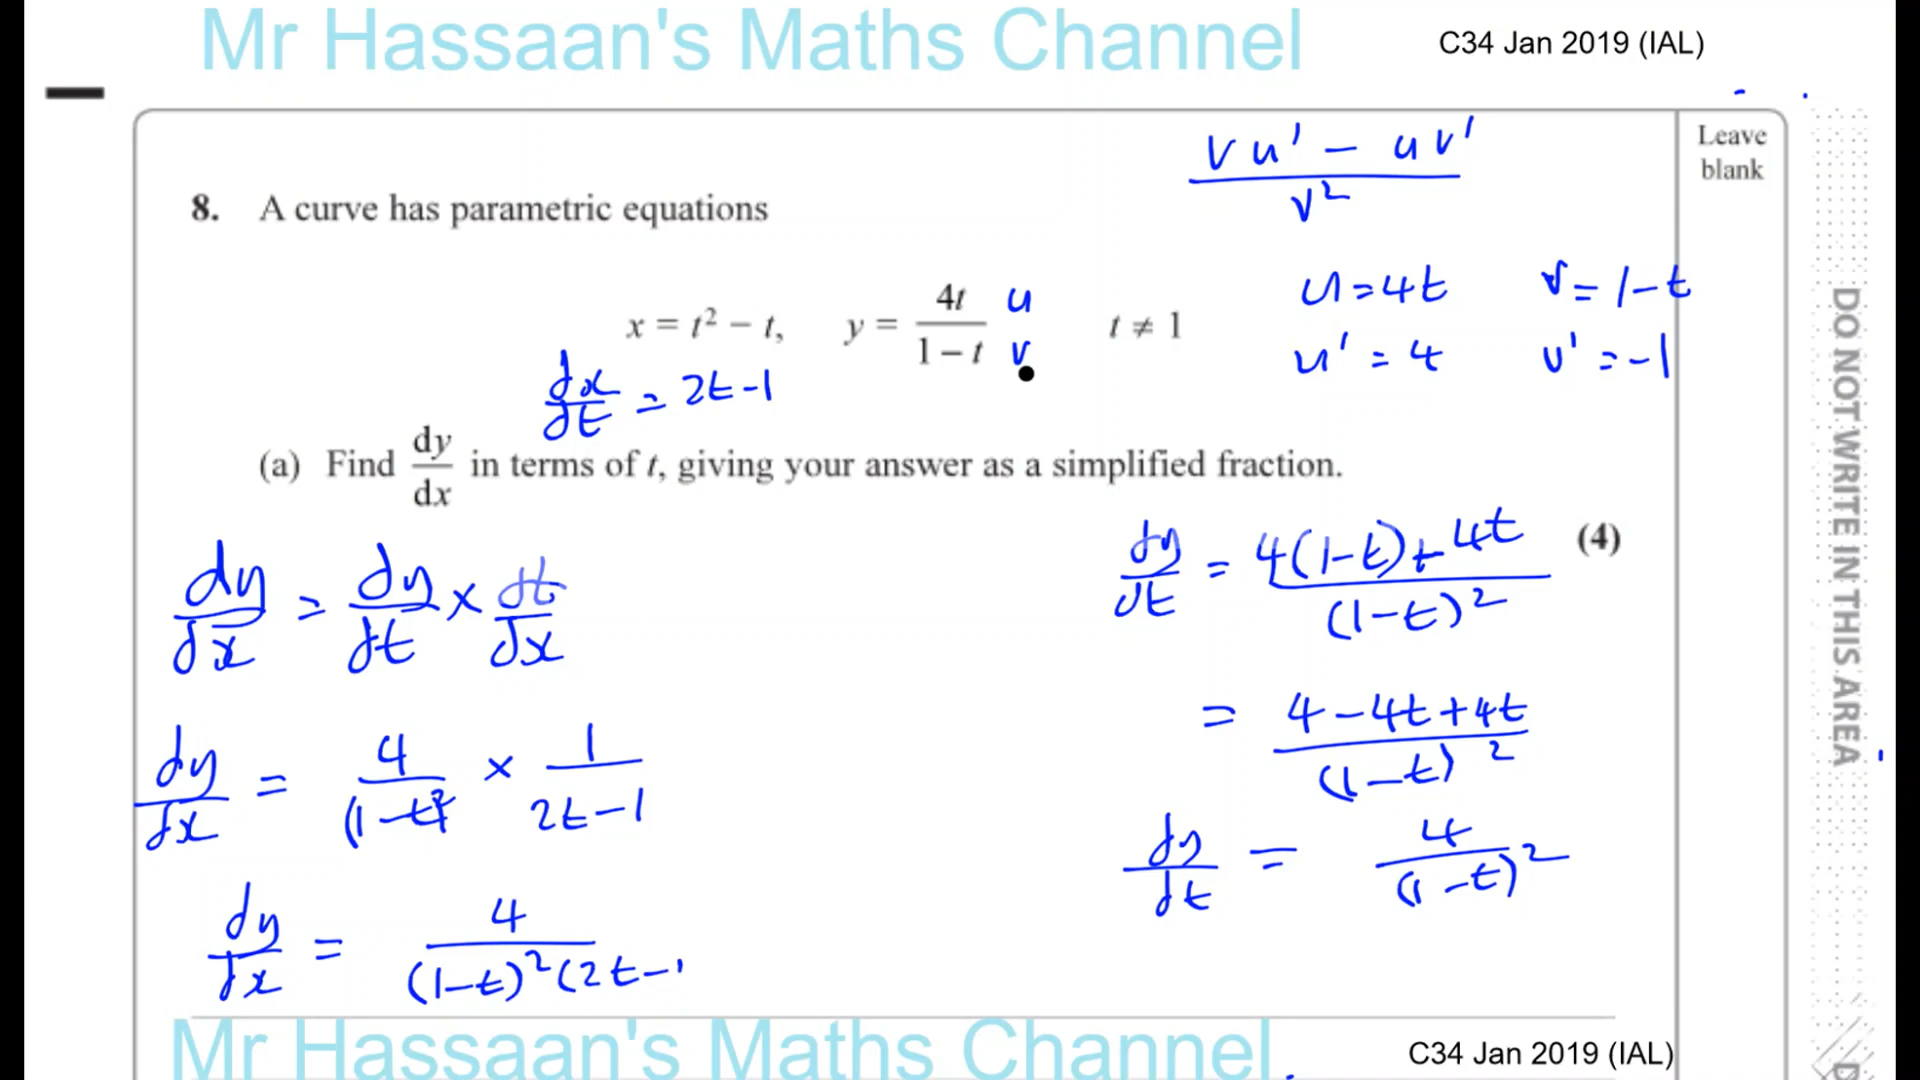 Mr Hassaan's Maths Channel
C34 Jan 2019 (IAL)
Leave
blank
vu' - uv'
v²
8. A curve has parametric equations
x = t² − t, y = 4t / 1 − t t ≠ 1
u
v
u = 4t v = 1-t
u' = 4 v' = -1
dx/dt = 2t-1
(a) Find dy/dx in terms of t, giving your answer as a simplified fraction.
(4)
dy/dx = dy/dt × dt/dx
dy/dt = 4(1-t)+4t / (1-t)²
= 4-4t+4t / (1-t)²
dy/dx = 4/(1-t)² × 1/2t-1
dy/dt = 4/(1-t)²
dy/dx = 4/(1-t)²(2t-
DO NOT WRITE IN THIS AREA
D
Mr Hassaan's Maths Channel
C34 Jan 2019 (IAL)